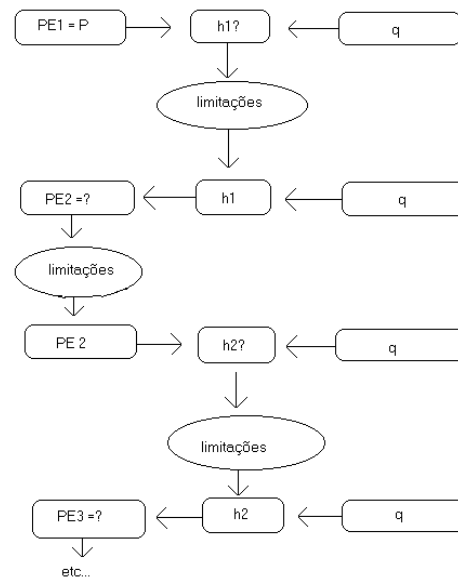 PE1 = P
h1?
q
limitações
PE2 =?
h1
q
limitações
PE 2
h2?
q
limitações
PE3 =?
h2
q
etc...